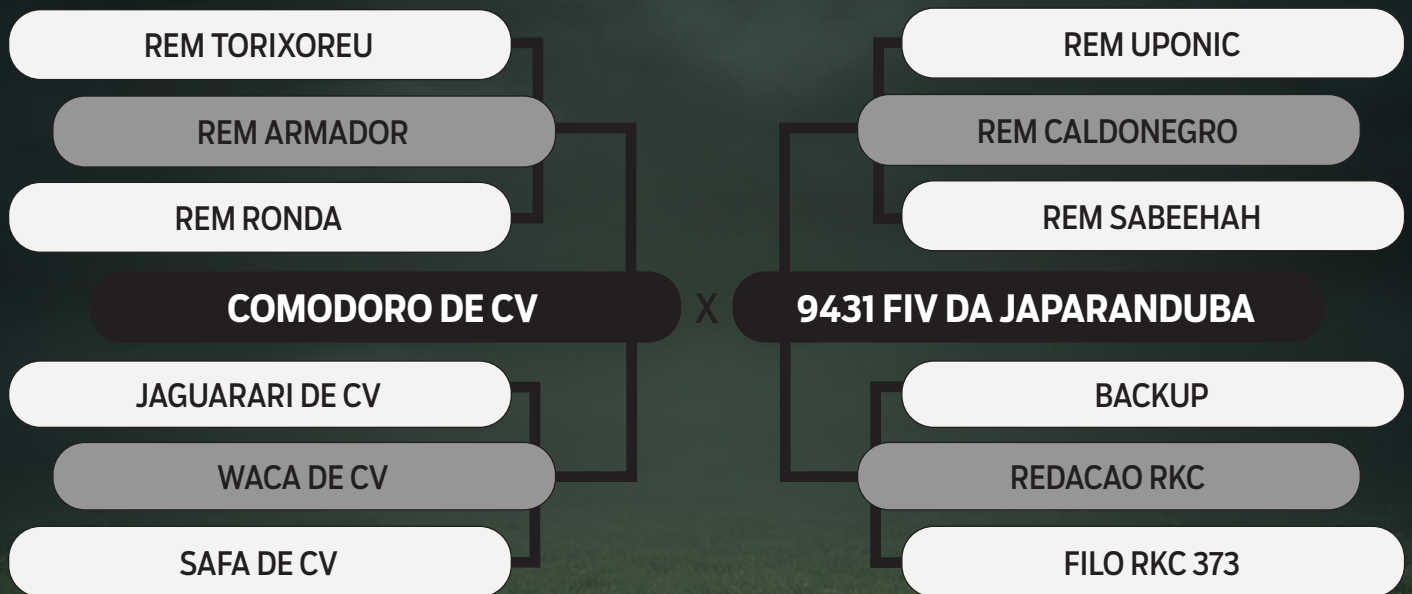 REM TORIXOREU
REM ARMADOR
REM RONDA
COMODORO DE CV
JAGUARARI DE CV
WACA DE CV
SAFA DE CV
X
REM UPONIC
REM CALDONEGRO
REM SABEEHAH
9431 FIV DA JAPARANDUBA
BACKUP
REDACAO RKC
FILO RKC 373